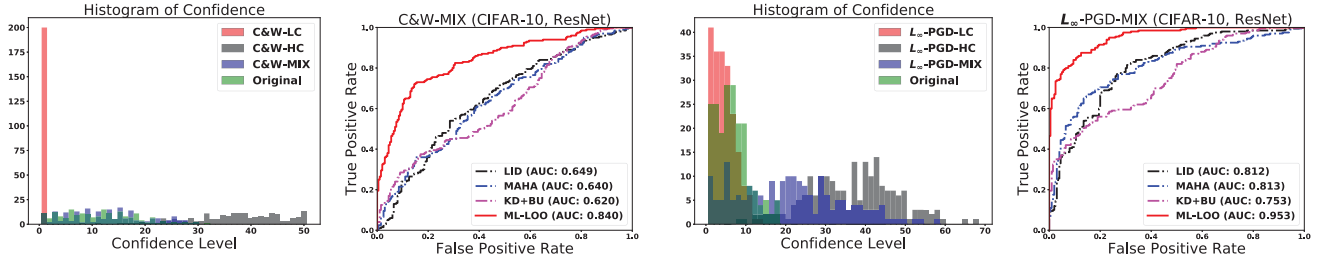 Histogram of Confidence
200
175
150
125
100
75
50
25
0
C&W-LC
C&W-HC
C&W-MIX
Original
0 10 20 30 40 50
Confidence Level
C&W-MIX (CIFAR-10, ResNet)
True Positive Rate
1.0
0.8
0.6
0.4
0.2
0.0
LID (AUC: 0.649)
MAHA (AUC: 0.640)
KD+BU (AUC: 0.620)
ML-LOO (AUC: 0.840)
0.0 0.2 0.4 0.6 0.8 1.0
False Positive Rate
Histogram of Confidence
40
35
30
25
20
15
10
5
0
L∞-PGD-LC
L∞-PGD-HC
L∞-PGD-MIX
Original
0 10 20 30 40 50 60 70
Confidence Level
L∞-PGD-MIX (CIFAR-10, ResNet)
True Positive Rate
1.0
0.8
0.6
0.4
0.2
0.0
LID (AUC: 0.812)
MAHA (AUC: 0.813)
KD+BU (AUC: 0.753)
ML-LOO (AUC: 0.953)
0.0 0.2 0.4 0.6 0.8 1.0
False Positive Rate